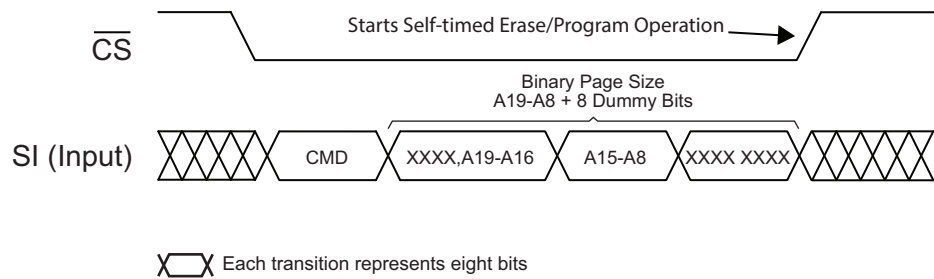 Starts Self-timed Erase/Program Operation
CS
Binary Page Size
A19-A8 + 8 Dummy Bits
SI (Input)
CMD
XXXX,A19-A16
A15-A8
XXXX XXXX
Each transition represents eight bits